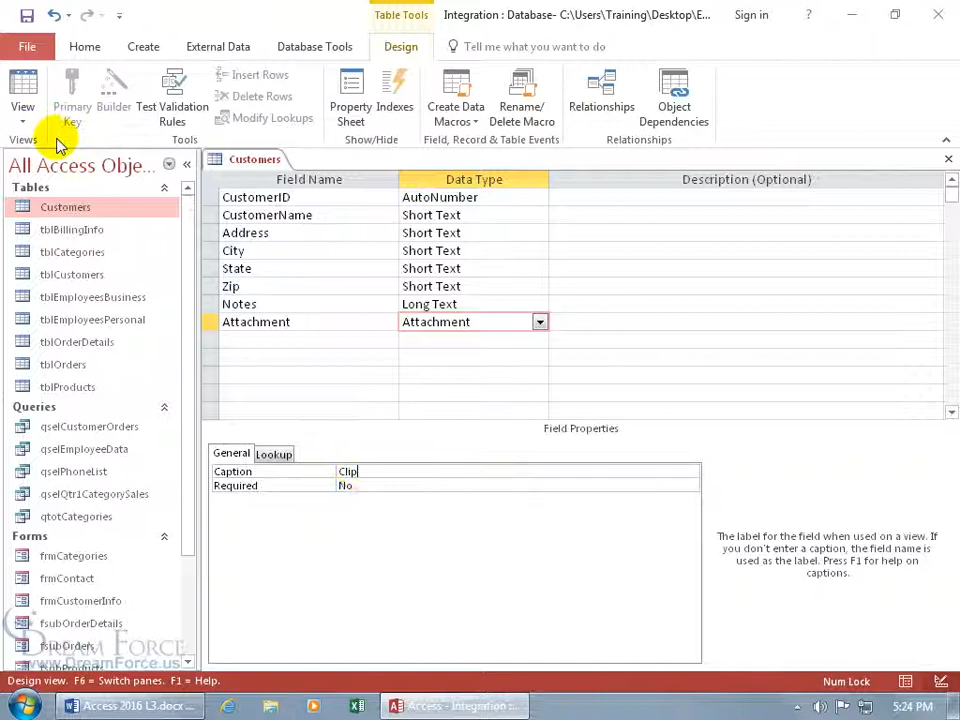 Table Tools
Integration : Database- C:\Users\Training\Desktop\E...
Sign in
?
File
Home
Create
External Data
Database Tools
Design
Tell me what you want to do
View
Primary Key
Builder
Test Validation Rules
Insert Rows
Delete Rows
Modify Lookups
Property Sheet
Indexes
Create Data Macros
Rename/ Delete Macro
Relationships
Object Dependencies
Views
Tools
Show/Hide
Field, Record & Table Events
Relationships
All Access Obje...
Tables
Customers
tblBillingInfo
tblCategories
tblCustomers
tblEmployeesBusiness
tblEmployeesPersonal
tblOrderDetails
tblOrders
tblProducts
Queries
qselCustomerOrders
qselEmployeeData
qselPhoneList
qselQtr1CategorySales
qtotCategories
Forms
frmCategories
frmContact
frmCustomerInfo
fsubOrderDetails
fsubOrders
fsubProducts
Customers
Field Name Data Type Description (Optional)
CustomerID AutoNumber
CustomerName Short Text
Address Short Text
City Short Text
State Short Text
Zip Short Text
Notes Long Text
Attachment Attachment
Field Properties
General Lookup
Caption Clip
Required No
The label for the field when used on a view. If
you don't enter a caption, the field name is
used as the label. Press F1 for help on
captions.
Dream Force
www.DreamForce.us
Design view. F6 = Switch panes. F1 = Help.
Num Lock
Access 2016 L3.docx ...
Access - Integration : ...
5:24 PM